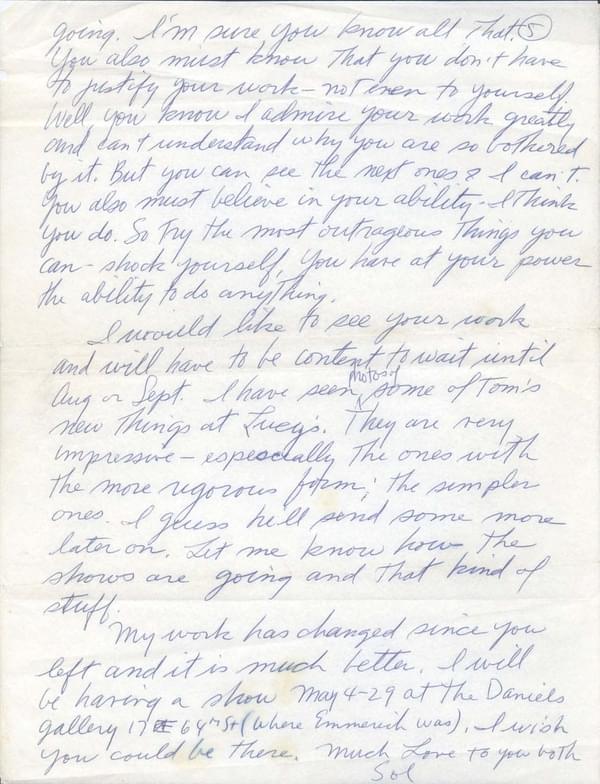 going. I'm sure you know all that. 5
You also must know that you don't have
to justify your work – not even to yourself.
Well you know I admire your work greatly
and can't understand why you are so bothered
by it. But you can see the next ones & I can't.
You also must believe in your ability – I think
you do. So try the most outrageous things you
can – shock yourself. You have at your power
the ability to do anything.
I would like to see your work
and will have to be content to wait until
Aug or Sept. I have seen photos of some of Tom's
new things at Lucy's. They are very
impressive – especially the ones with
the more rigorous form; the simpler
ones. I guess he'll send some more
later on. Let me know how the
shows are going and that kind of
stuff.
My work has changed since you
left and it is much better. I will
be having a show May 4-29 at the Daniels
gallery 17 E 64th St (where Emmerich was). I wish
you could be there. Much Love to you both
Sol